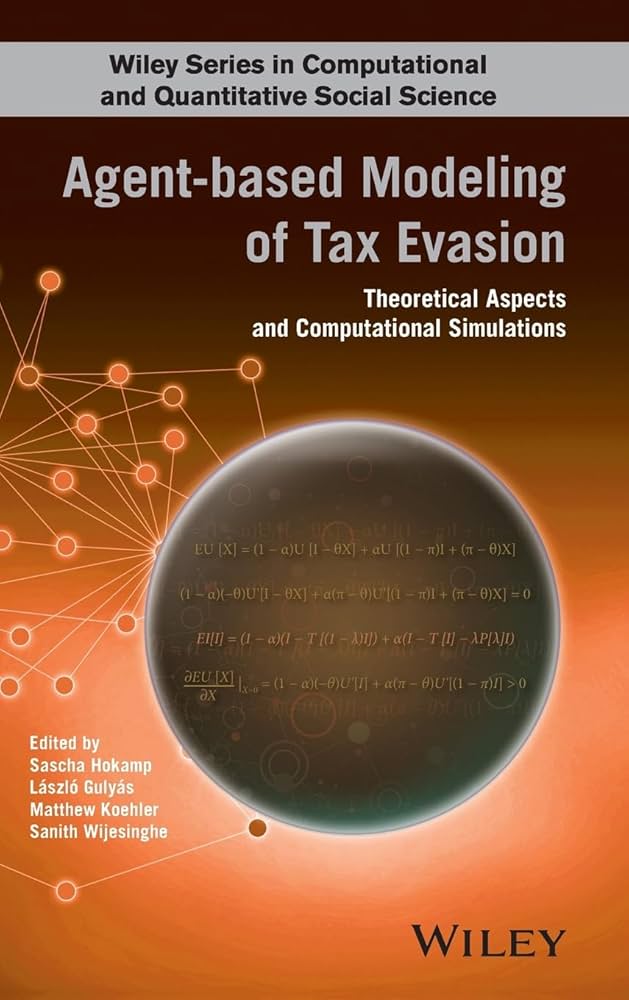 Wiley Series in Computational
and Quantitative Social Science
Agent-based Modeling
of Tax Evasion
Theoretical Aspects
and Computational Simulations
EU [X] = (1 − α)U [I − θX] + αU [(1 − π)I + (π − θ)X]
(1 − α)(−θ)U'[I − θX] + α(π − θ)U'[(1 − π)I + (π − θ)X] = 0
EI[I] = (1 − α)(I − T [(1 − λ)I]) + α(I − T [I] − λP[λ]I)
∂EU [X]
∂X |X=0 = (1 − α)(−θ)U'[I] + α(π − θ)U'[(1 − π)I] > 0
Edited by
Sascha Hokamp
László Gulyás
Matthew Koehler
Sanith Wijesinghe
WILEY